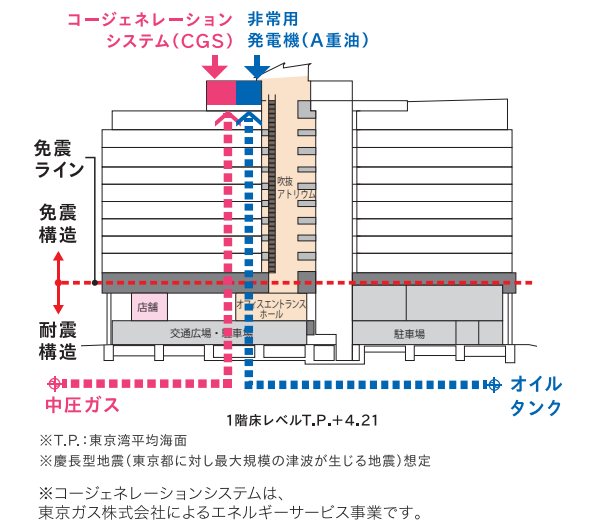 コージェネレーション
システム(CGS)
非常用
発電機(A重油)
免震
ライン
免震
構造
耐震
構造
吹抜
アトリウム
店舗
オフィスエントランス
ホール
交通広場・駐車場
駐車場
中圧ガス
オイル
タンク
1階床レベルT.P.+4.21
※T.P.:東京湾平均海面
※慶長型地震(東京都に対し最大規模の津波が生じる地震)想定
※コージェネレーションシステムは、
東京ガス株式会社によるエネルギーサービス事業です。